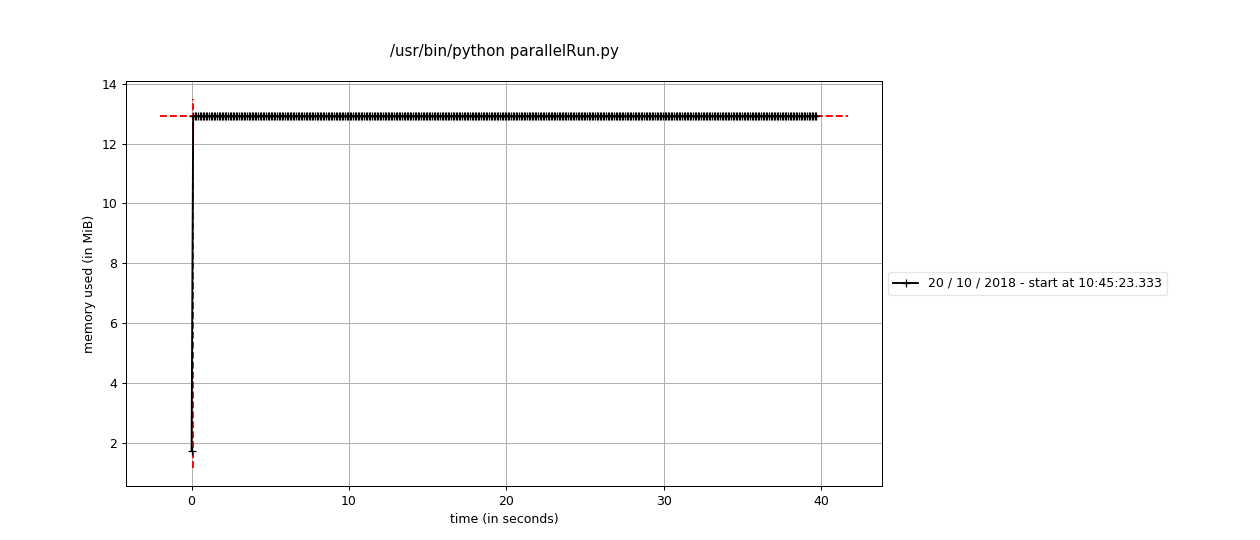 /usr/bin/python parallelRun.py
14
12
10
8
6
4
2
memory used (in MiB)
0 10 20 30 40
time (in seconds)
20 / 10 / 2018 - start at 10:45:23.333